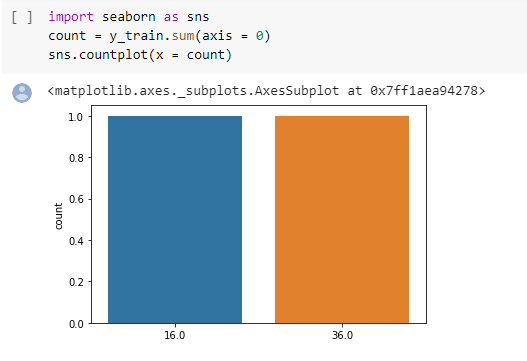 [ ] import seaborn as sns
count = y_train.sum(axis = 0)
sns.countplot(x = count)
<matplotlib.axes._subplots.AxesSubplot at 0x7ff1aea94278>
1.0
0.8
0.6
0.4
0.2
0.0
count
16.0 36.0